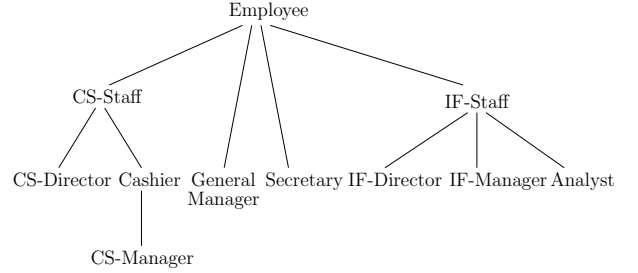 Employee
CS-Staff
IF-Staff
CS-Director Cashier General Secretary IF-Director IF-Manager Analyst
Manager
CS-Manager